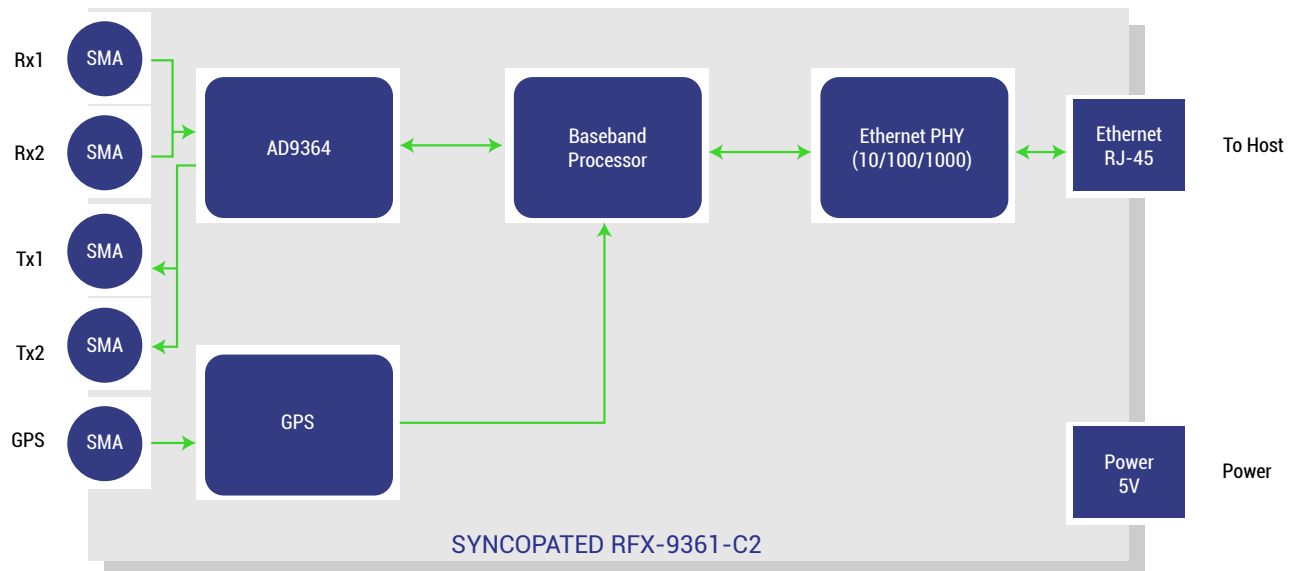 Rx1
SMA
Rx2
SMA
Tx1
SMA
Tx2
SMA
GPS
SMA
AD9364
GPS
Baseband
Processor
Ethernet PHY
(10/100/1000)
Ethernet
RJ-45
To Host
Power
5V
Power
SYNCOPATED RFX-9361-C2